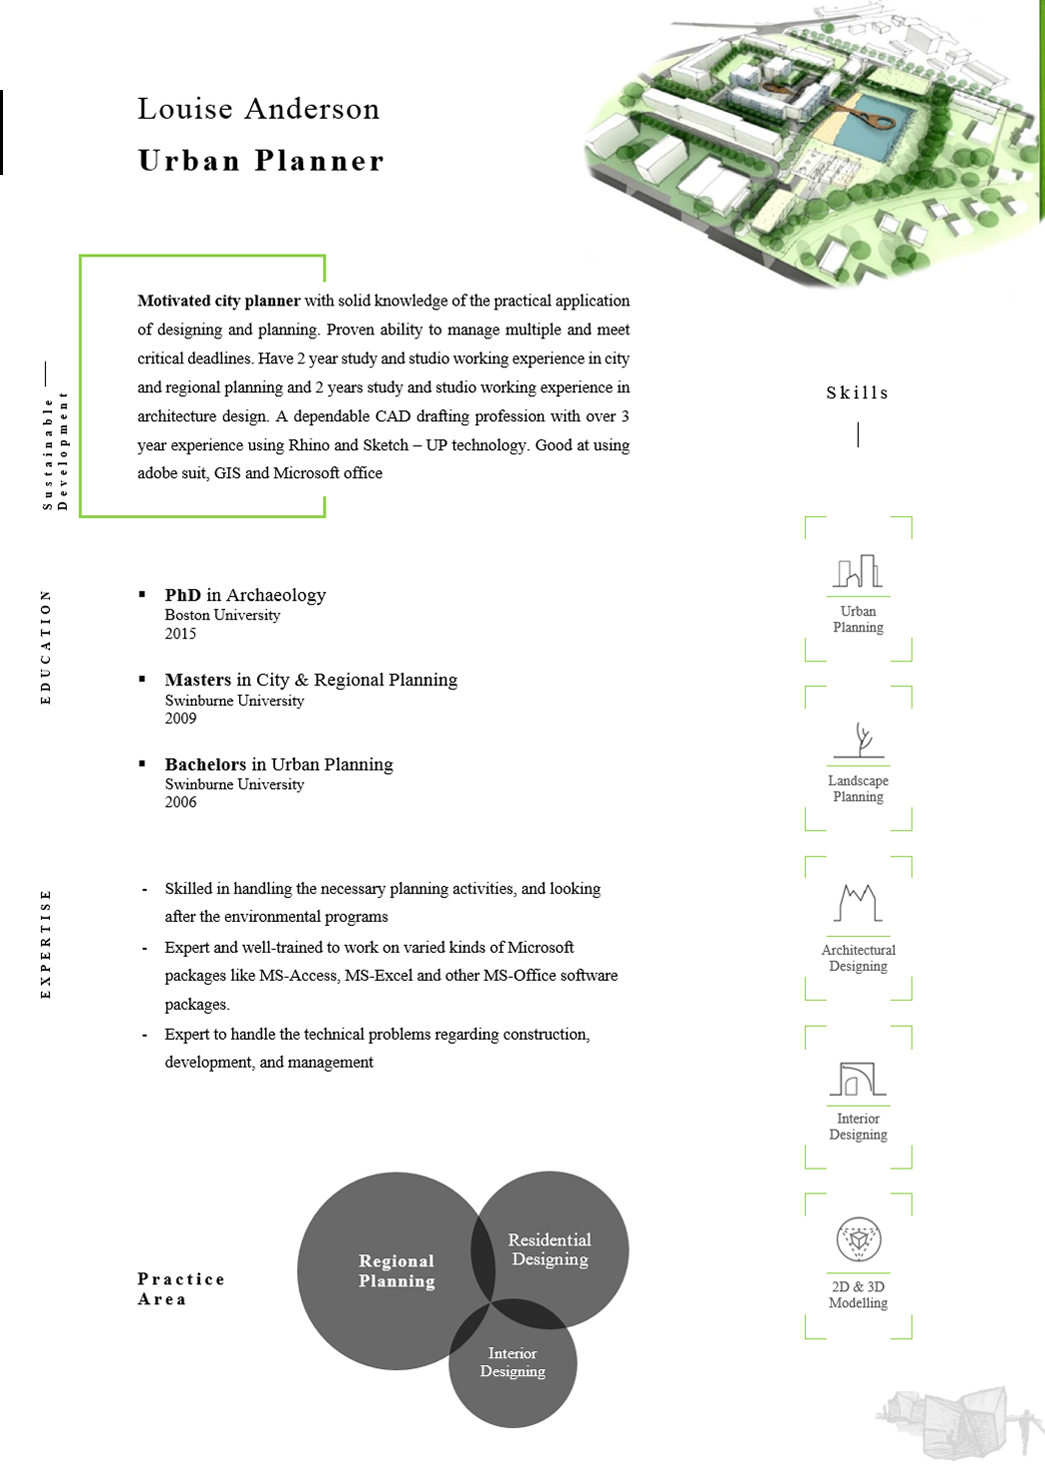 Louise Anderson
Urban Planner
Motivated city planner with solid knowledge of the practical application
of designing and planning. Proven ability to manage multiple and meet
critical deadlines. Have 2 year study and studio working experience in city
and regional planning and 2 years study and studio working experience in
architecture design. A dependable CAD drafting profession with over 3
year experience using Rhino and Sketch – UP technology. Good at using
adobe suit, GIS and Microsoft office
Sustainable
Development
EDUCATION
▪ PhD in Archaeology
Boston University
2015
▪ Masters in City & Regional Planning
Swinburne University
2009
▪ Bachelors in Urban Planning
Swinburne University
2006
EXPERTISE
- Skilled in handling the necessary planning activities, and looking
after the environmental programs
- Expert and well-trained to work on varied kinds of Microsoft
packages like MS-Access, MS-Excel and other MS-Office software
packages.
- Expert to handle the technical problems regarding construction,
development, and management
Practice
Area
Regional
Planning
Residential
Designing
Interior
Designing
Skills
Urban
Planning
Landscape
Planning
Architectural
Designing
Interior
Designing
2D & 3D
Modelling